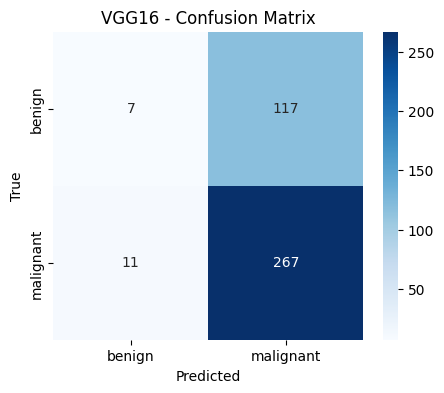 VGG16 - Confusion Matrix
True
benign
malignant
7
117
11
267
benign
malignant
Predicted
250
200
150
100
50